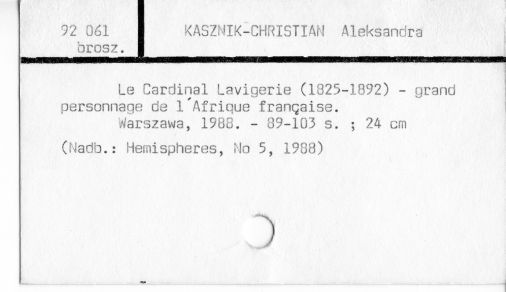 92 061 KASZNIK-CHRISTIAN Aleksandra
brosz.
Le Cardinal Lavigerie (1825-1892) - grand
personnage de l'Afrique française.
Warszawa, 1988. - 89-103 s. ; 24 cm
(Nadb.: Hemispheres, No 5, 1988)